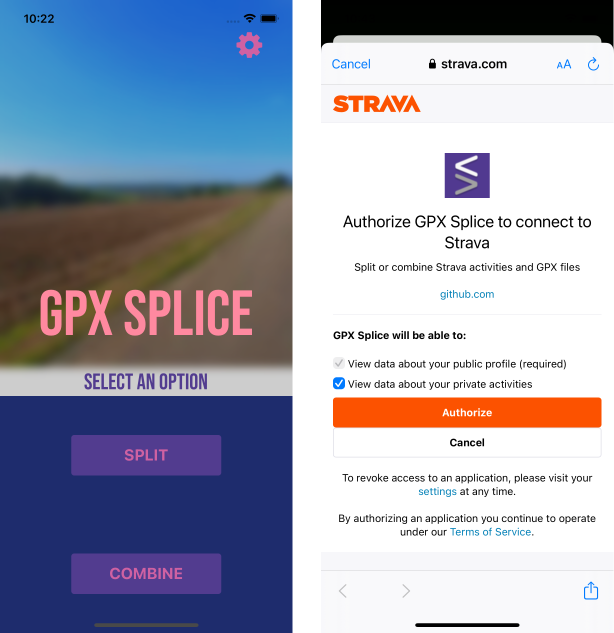 10:22
GPX SPLICE
SELECT AN OPTION
SPLIT
COMBINE
Cancel
strava.com
AA
STRAVA
Authorize GPX Splice to connect to
Strava
Split or combine Strava activities and GPX files
github.com
GPX Splice will be able to:
View data about your public profile (required)
View data about your private activities
Authorize
Cancel
To revoke access to an application, please visit your
settings at any time.
By authorizing an application you continue to operate
under our Terms of Service.